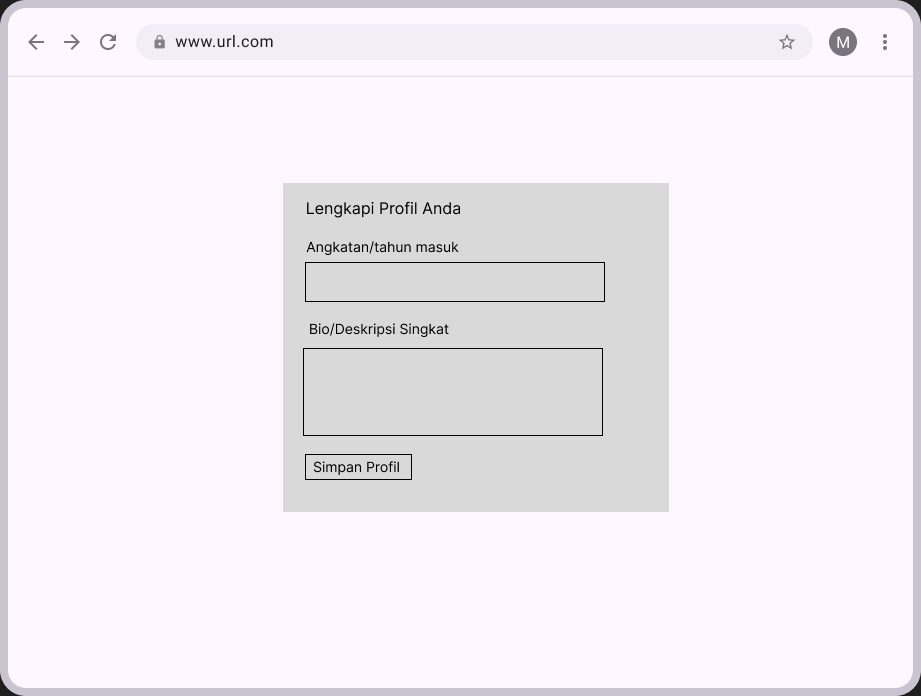 www.url.com
M
Lengkapi Profil Anda
Angkatan/tahun masuk
Bio/Deskripsi Singkat
Simpan Profil